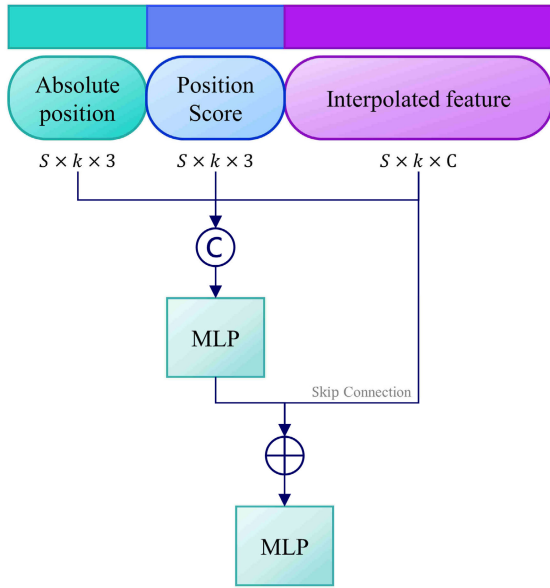 Absolute
position
Position
Score
Interpolated feature
S × k × 3
S × k × 3
S × k × C
C
MLP
Skip Connection
MLP